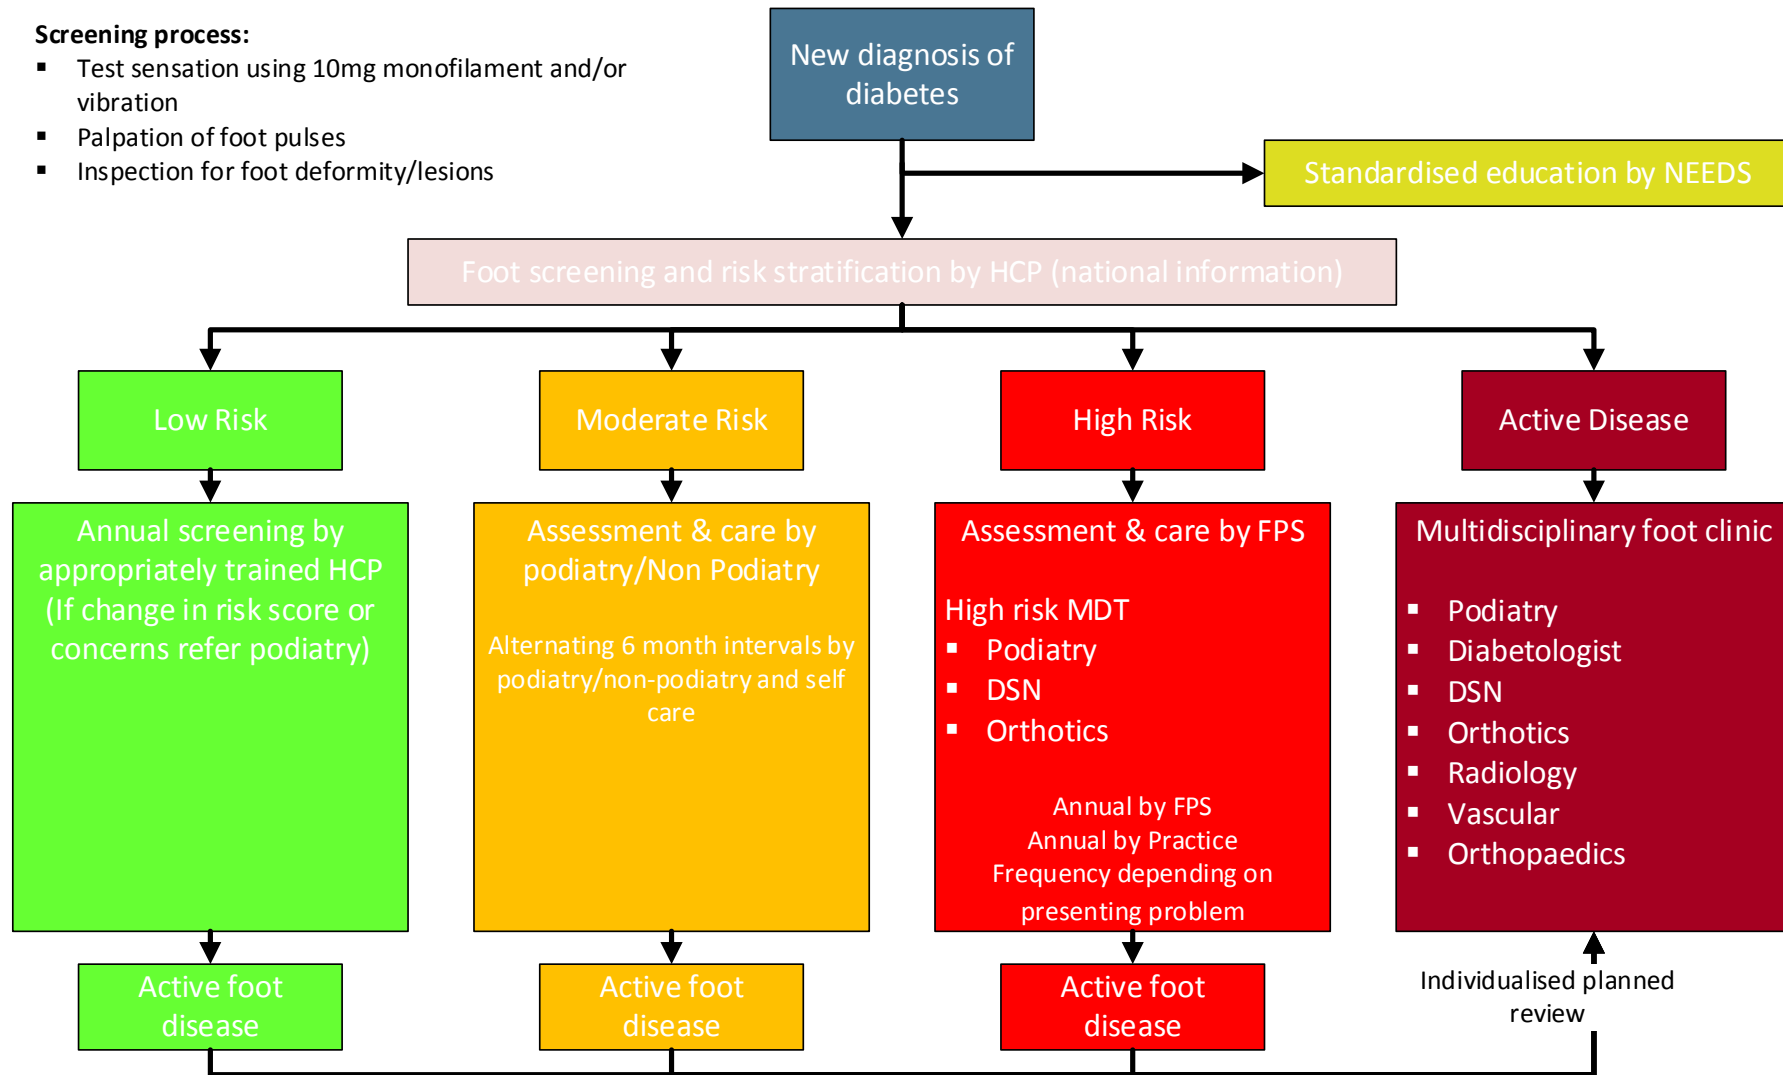 Screening process:
▪ Test sensation using 10mg monofilament and/or
vibration
▪ Palpation of foot pulses
▪ Inspection for foot deformity/lesions
New diagnosis of
diabetes
Standardised education by NEEDS
Foot screening and risk stratification by HCP (national information)
Low Risk
Moderate Risk
High Risk
Active Disease
Annual screening by
appropriately trained HCP
(If change in risk score or
concerns refer podiatry)
Assessment & care by
podiatry/Non Podiatry
Alternating 6 month intervals by
podiatry/non-podiatry and self
care
Assessment & care by FPS
High risk MDT
▪ Podiatry
▪ DSN
▪ Orthotics
Annual by FPS
Annual by Practice
Frequency depending on
presenting problem
Multidisciplinary foot clinic
▪ Podiatry
▪ Diabetologist
▪ DSN
▪ Orthotics
▪ Radiology
▪ Vascular
▪ Orthopaedics
Active foot
disease
Active foot
disease
Active foot
disease
Individualised planned
review